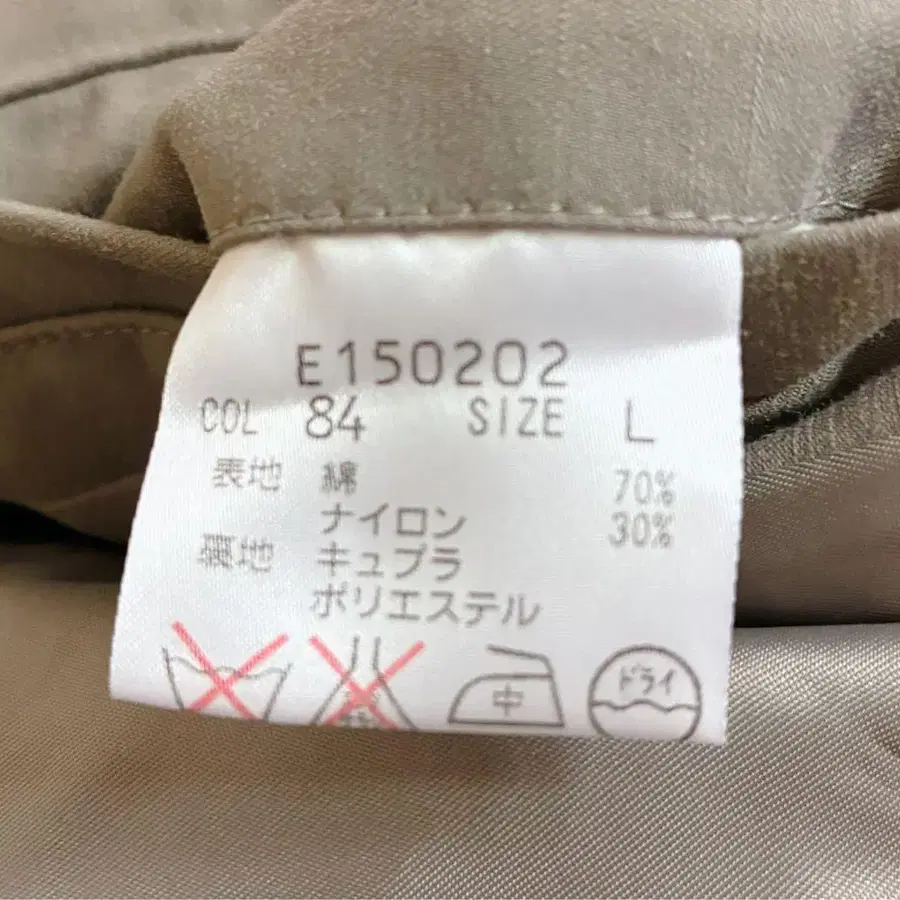 E150202
COL 84 SIZE L
表地 綿 70%
ナイロン 30%
裏地 キュプラ
ポリエステル
中 ドライ